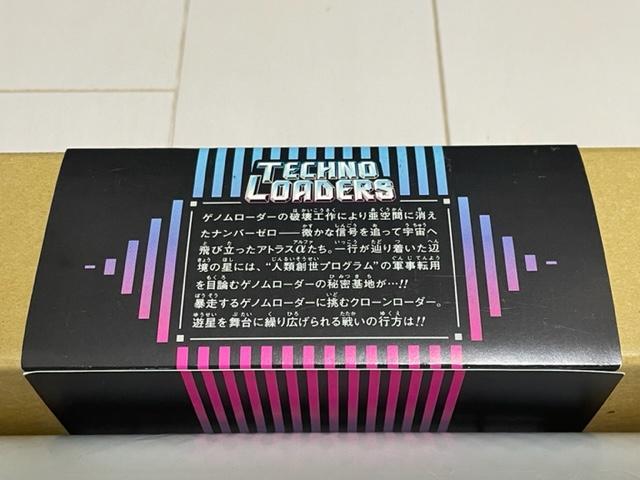 TECHNO
LOADERS
ゲノムローダーの破壊工作により亜空間に消え
たナンバーゼロ――微かな信号を追って宇宙へ
飛び立ったアトラスαたち。一行が辿り着いた辺
境の星には、“人類創世プログラム”の軍事転用
を目論むゲノムローダーの秘密基地が…!!
暴走するゲノムローダーに挑むクローンローダー。
遊星を舞台に繰り広げられる戦いの行方は!!